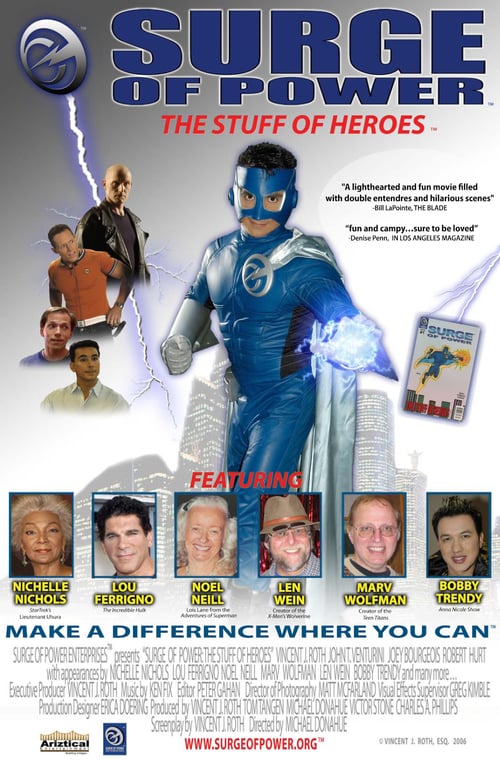 SURGE
OF POWER™
THE STUFF OF HEROES™
"A lighthearted and fun movie filled
with double entendres and hilarious scenes"
-Bill LaPointe, THE BLADE
"fun and campy...sure to be loved"
-Denise Penn, IN LOS ANGELES MAGAZINE
SURGE
OF POWER
FEATURING
NICHELLE
NICHOLS
StarTrek's
Lieutenant Uhura
LOU
FERRIGNO
The Incredible Hulk
NOEL
NEILL
Lois Lane from the
Adventures of Superman
LEN
WEIN
Creator of the
X-Men's Wolverine
MARV
WOLFMAN
Creator of the
Teen Titans
BOBBY
TRENDY
Anna Nicole Show
MAKE A DIFFERENCE WHERE YOU CAN™
SURGE OF POWER ENTERPRISES™ presents "SURGE OF POWER: THE STUFF OF HEROES" VINCENT J. ROTH JOHN T. VENTURINI JOEY BOURGEOIS ROBERT HURT
with appearances by NICHELLE NICHOLS LOU FERRIGNO NOEL NEILL MARV WOLFMAN LEN WEIN BOBBY TRENDY and many more...
Executive Producer VINCENT J. ROTH Music by KEN FIX Editor PETER GAHAN Director of Photography MATT MCFARLAND Visual Effects Supervisor GREG KIMBLE
Production Designer ERICA DOERING Produced by VINCENT J. ROTH TOM TANGEN MICHAEL DONAHUE VICTOR STONE CHARLES A. PHILLIPS
Screenplay by VINCENT J. ROTH Directed by MICHAEL DONAHUE
Ariztical
Entertainment
WWW.SURGEOFPOWER.ORG™
© VINCENT J. ROTH, ESQ. 2006